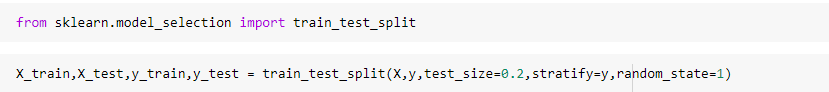 from sklearn.model_selection import train_test_split
X_train,X_test,y_train,y_test = train_test_split(X,y,test_size=0.2,stratify=y,random_state=1)